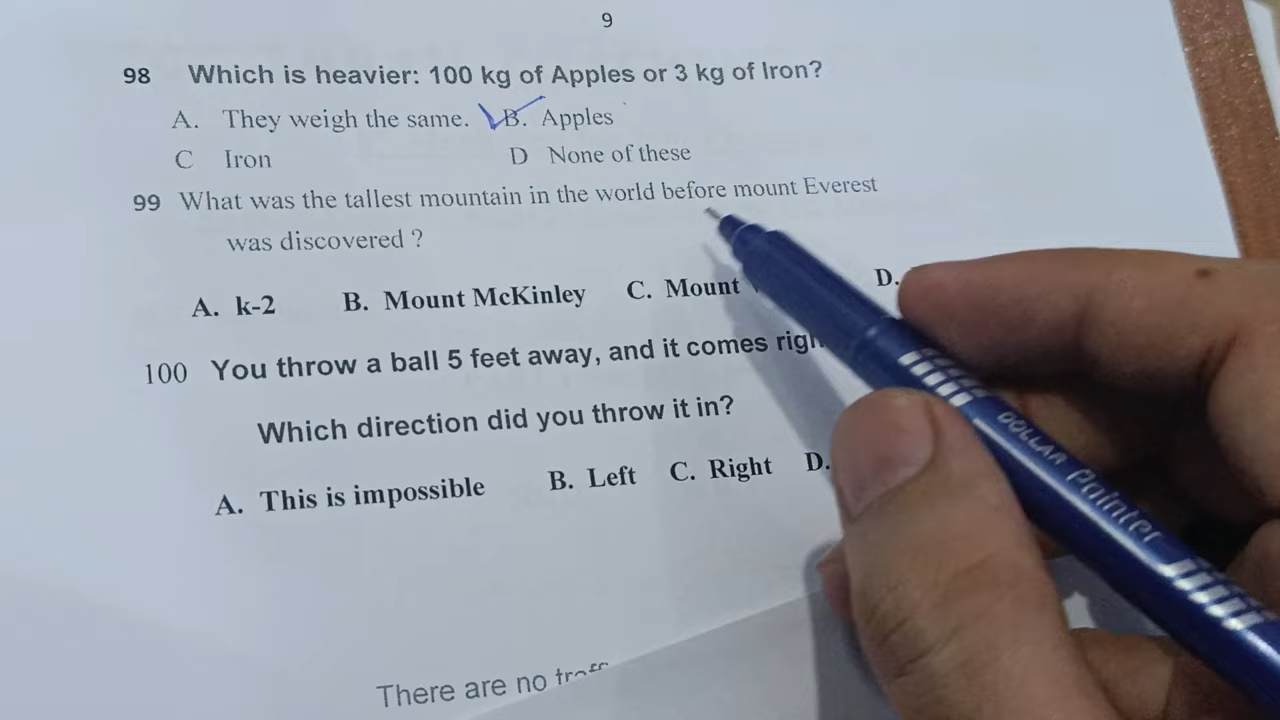 9
98 Which is heavier: 100 kg of Apples or 3 kg of Iron?
A. They weigh the same. B. Apples
C Iron D None of these
99 What was the tallest mountain in the world before mount Everest
was discovered ?
A. k-2 B. Mount McKinley C. Mount D.
100 You throw a ball 5 feet away, and it comes
Which direction did you throw it in?
A. This is impossible B. Left C. Right D.
There are no
DOLLAR Pointer